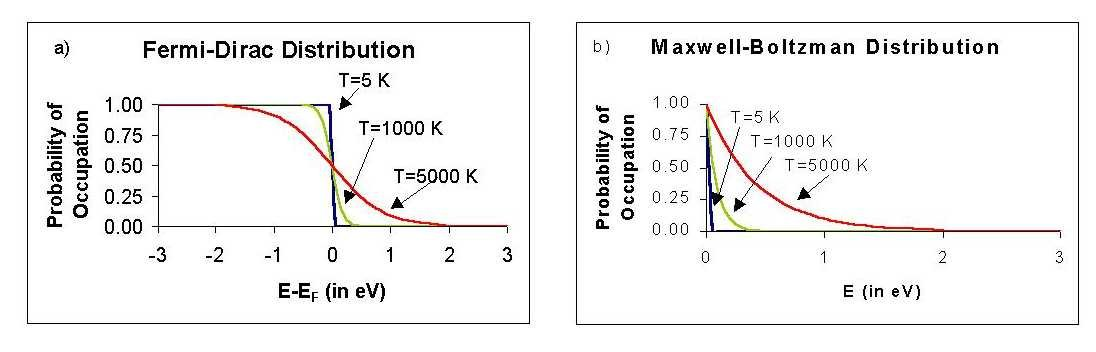 a)
Fermi-Dirac Distribution
T=5 K
T=1000 K
T=5000 K
Probability of
Occupation
1.00
0.75
0.50
0.25
0.00
-3 -2 -1 0 1 2 3
E-EF (in eV)
b)
Maxwell-Boltzman Distribution
T=5 K
T=1000 K
T=5000 K
Probability of
Occupation
1.00
0.75
0.50
0.25
0.00
0 1 2 3
E (in eV)